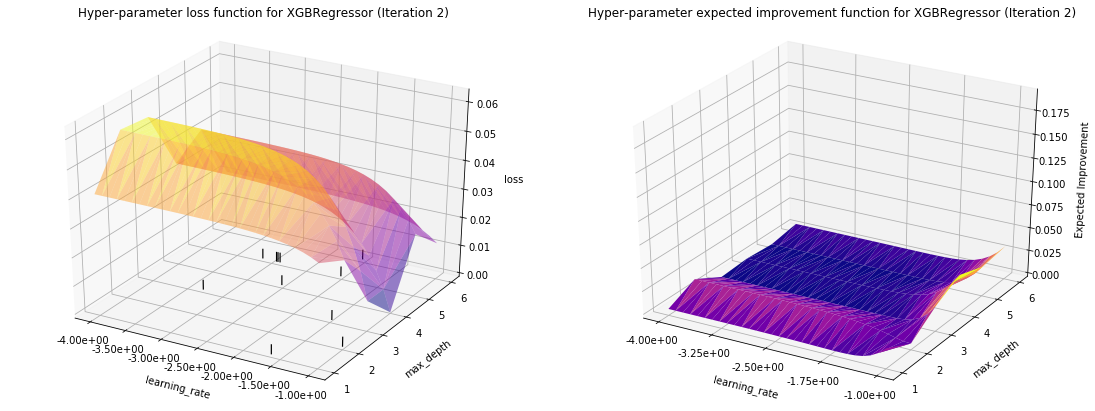 Hyper-parameter loss function for XGBRegressor (Iteration 2)
0.06
0.05
0.04
0.03
0.02
0.01
0.00
loss
-4.00e+00
-3.50e+00
-3.00e+00
-2.50e+00
-2.00e+00
-1.50e+00
-1.00e+00
learning_rate
1
2
3
4
5
6
max_depth
Hyper-parameter expected improvement function for XGBRegressor (Iteration 2)
0.175
0.150
0.125
0.100
0.075
0.050
0.025
0.000
Expected Improvement
-4.00e+00
-3.25e+00
-2.50e+00
-1.75e+00
-1.00e+00
learning_rate
1
2
3
4
5
6
max_depth